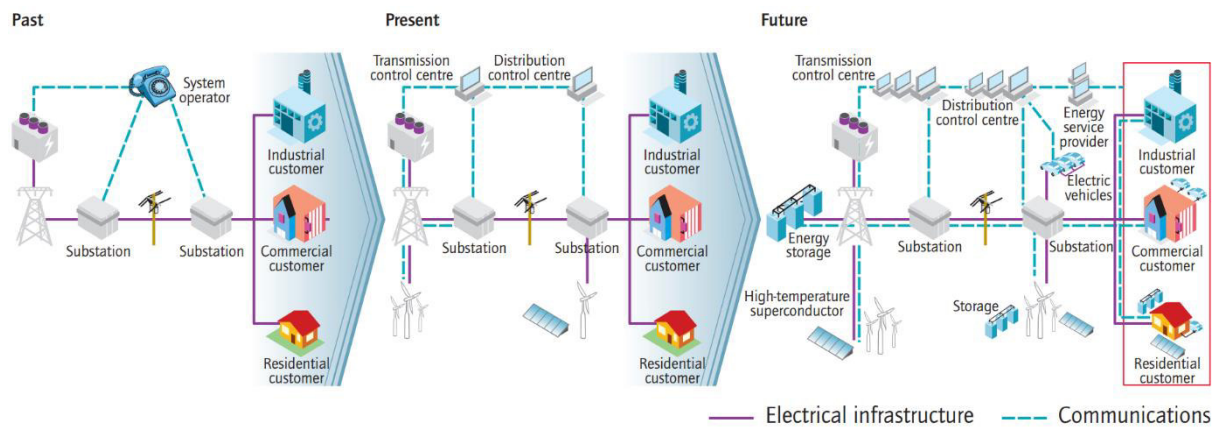 Past
System
operator
Substation
Substation
Industrial
customer
Commercial
customer
Residential
customer
Present
Transmission
control centre
Distribution
control centre
Substation
Substation
Industrial
customer
Commercial
customer
Residential
customer
Future
Transmission
control centre
Distribution
control centre
Energy
service
provider
Electric
vehicles
Energy
storage
Substation
Substation
High-temperature
superconductor
Storage
Industrial
customer
Commercial
customer
Residential
customer
Electrical infrastructure
Communications